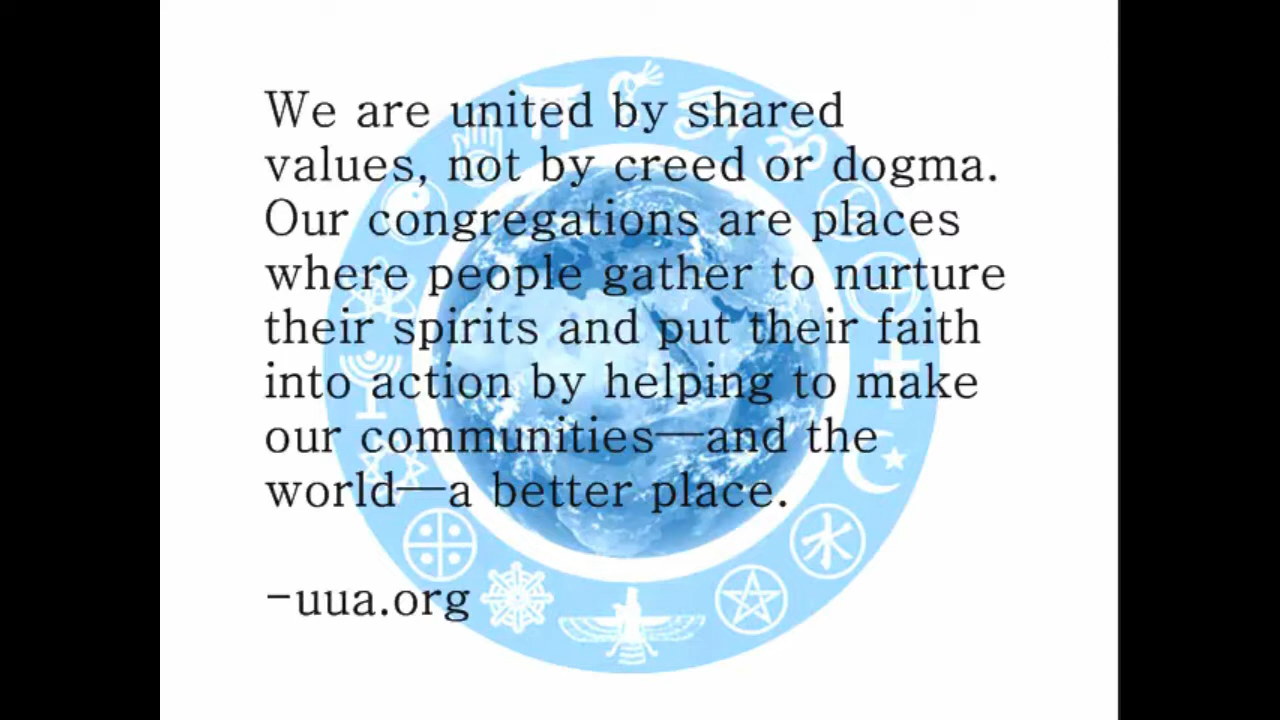 We are united by shared
values, not by creed or dogma.
Our congregations are places
where people gather to nurture
their spirits and put their faith
into action by helping to make
our communities—and the
world—a better place.
-uua.org